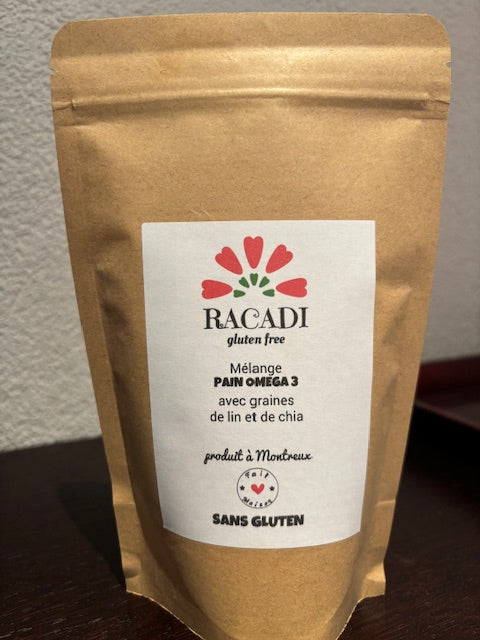 RACADI
gluten free
Mélange
PAIN OMEGA 3
avec graines
de lin et de chia
produit à Montreux
Fait
Maison
SANS GLUTEN